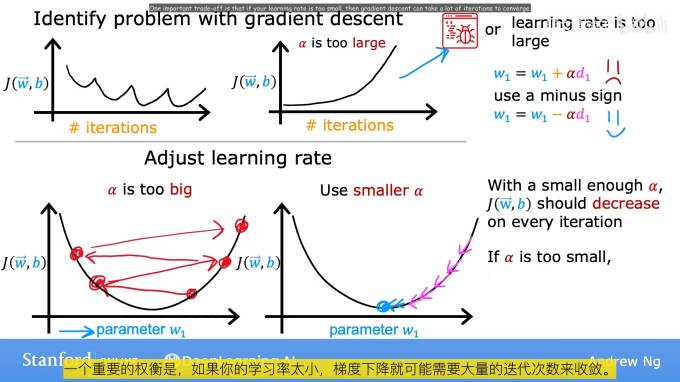 One important trade-off is that if your learning rate is too small, then gradient descent can take a lot of iterations to converge.
Identify problem with gradient descent
α is too large
or learning rate is too
large
J(w⃗,b)
# iterations
J(w⃗,b)
# iterations
w₁ = w₁ + αd₁
use a minus sign
w₁ = w₁ − αd₁
Adjust learning rate
α is too big
Use smaller α
J(w⃗,b)
parameter w₁
J(w⃗,b)
parameter w₁
With a small enough α,
J(w⃗,b) should decrease
on every iteration
If α is too small,
Stanford
DeepLearning.AI
Andrew Ng
一个重要的权衡是，如果你的学习率太小，梯度下降就可能需要大量的迭代次数来收敛。